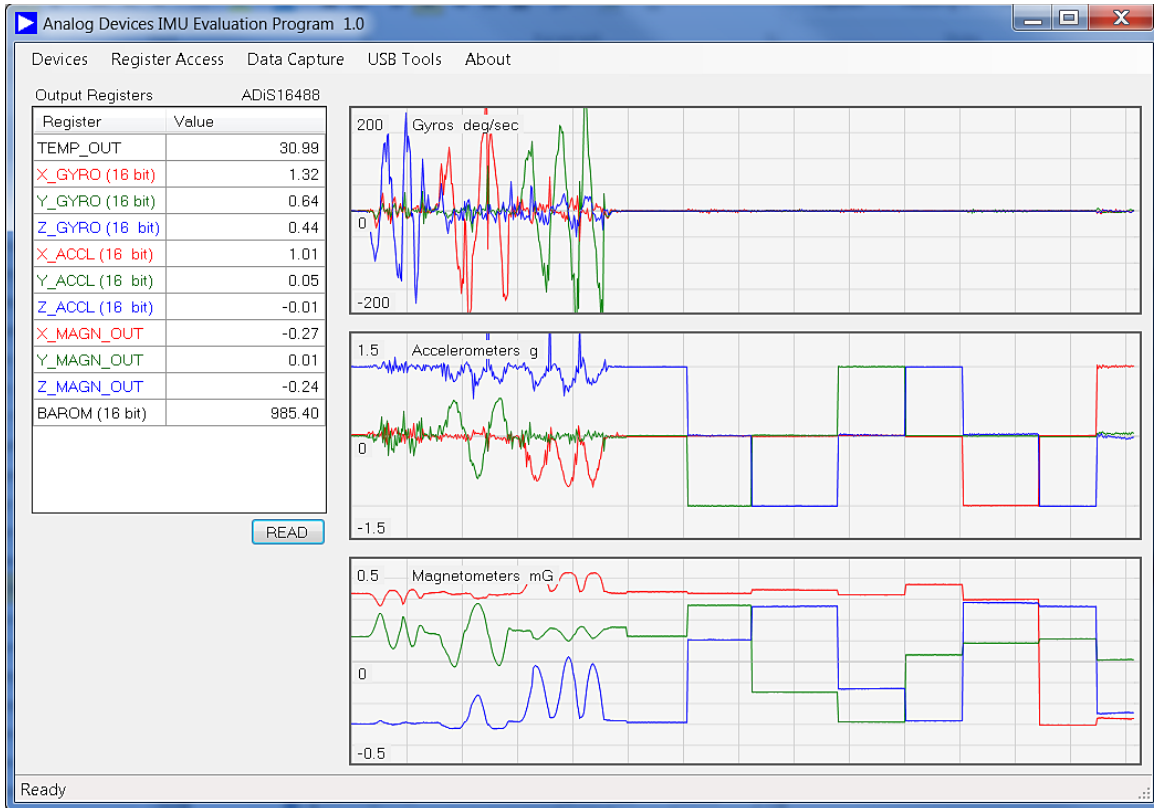 Analog Devices IMU Evaluation Program 1.0
Devices Register Access Data Capture USB Tools About
Output Registers ADiS16488
Register Value
TEMP_OUT 30.99
X_GYRO (16 bit) 1.32
Y_GYRO (16 bit) 0.64
Z_GYRO (16 bit) 0.44
X_ACCL (16 bit) 1.01
Y_ACCL (16 bit) 0.05
Z_ACCL (16 bit) -0.01
X_MAGN_OUT -0.27
Y_MAGN_OUT 0.01
Z_MAGN_OUT -0.24
BAROM (16 bit) 985.40
READ
200 Gyros deg/sec
0
-200
1.5 Accelerometers g
0
-1.5
0.5 Magnetometers mG
0
-0.5
Ready